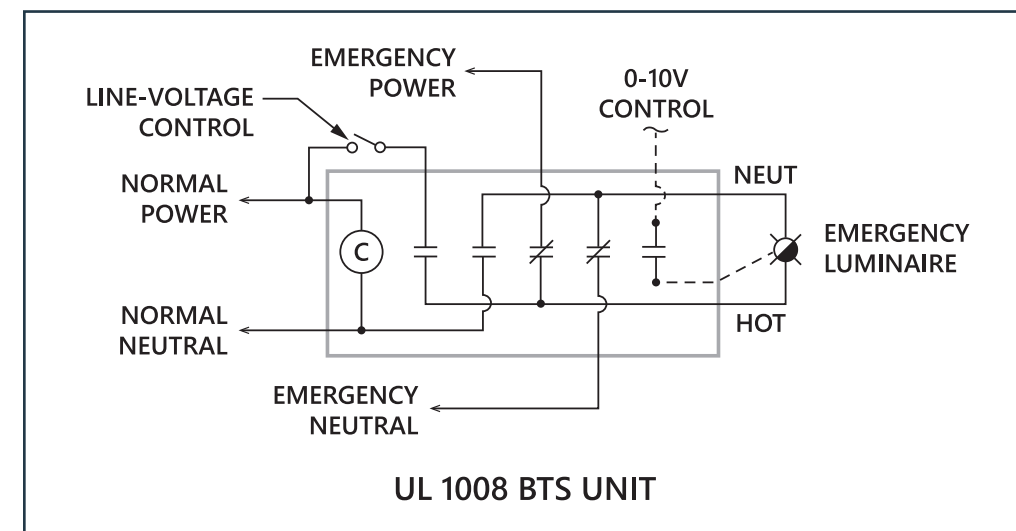 EMERGENCY
POWER
0-10V
CONTROL
LINE-VOLTAGE
CONTROL
NORMAL
POWER
NEUT
C
EMERGENCY
LUMINAIRE
NORMAL
NEUTRAL
HOT
EMERGENCY
NEUTRAL
UL 1008 BTS UNIT